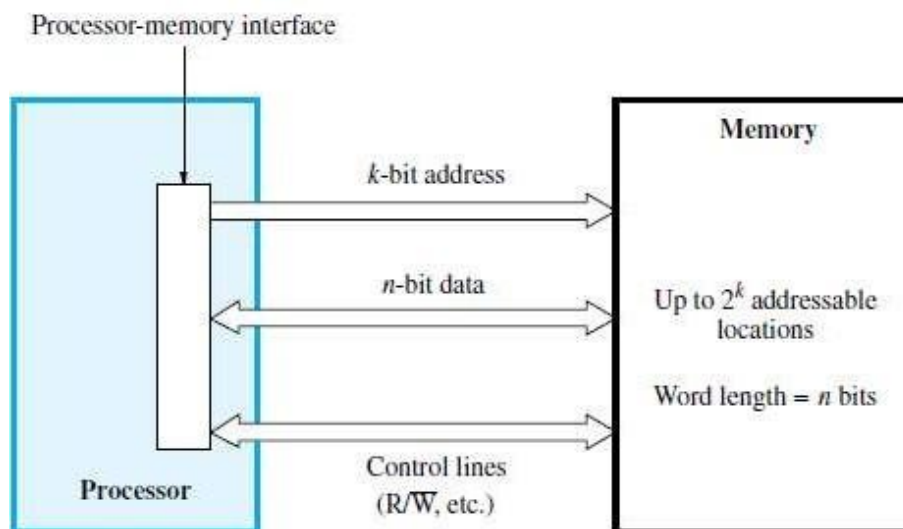 Processor-memory interface
Memory
k-bit address
n-bit data
Up to 2^k addressable
locations
Word length = n bits
Control lines
(R/W̅, etc.)
Processor